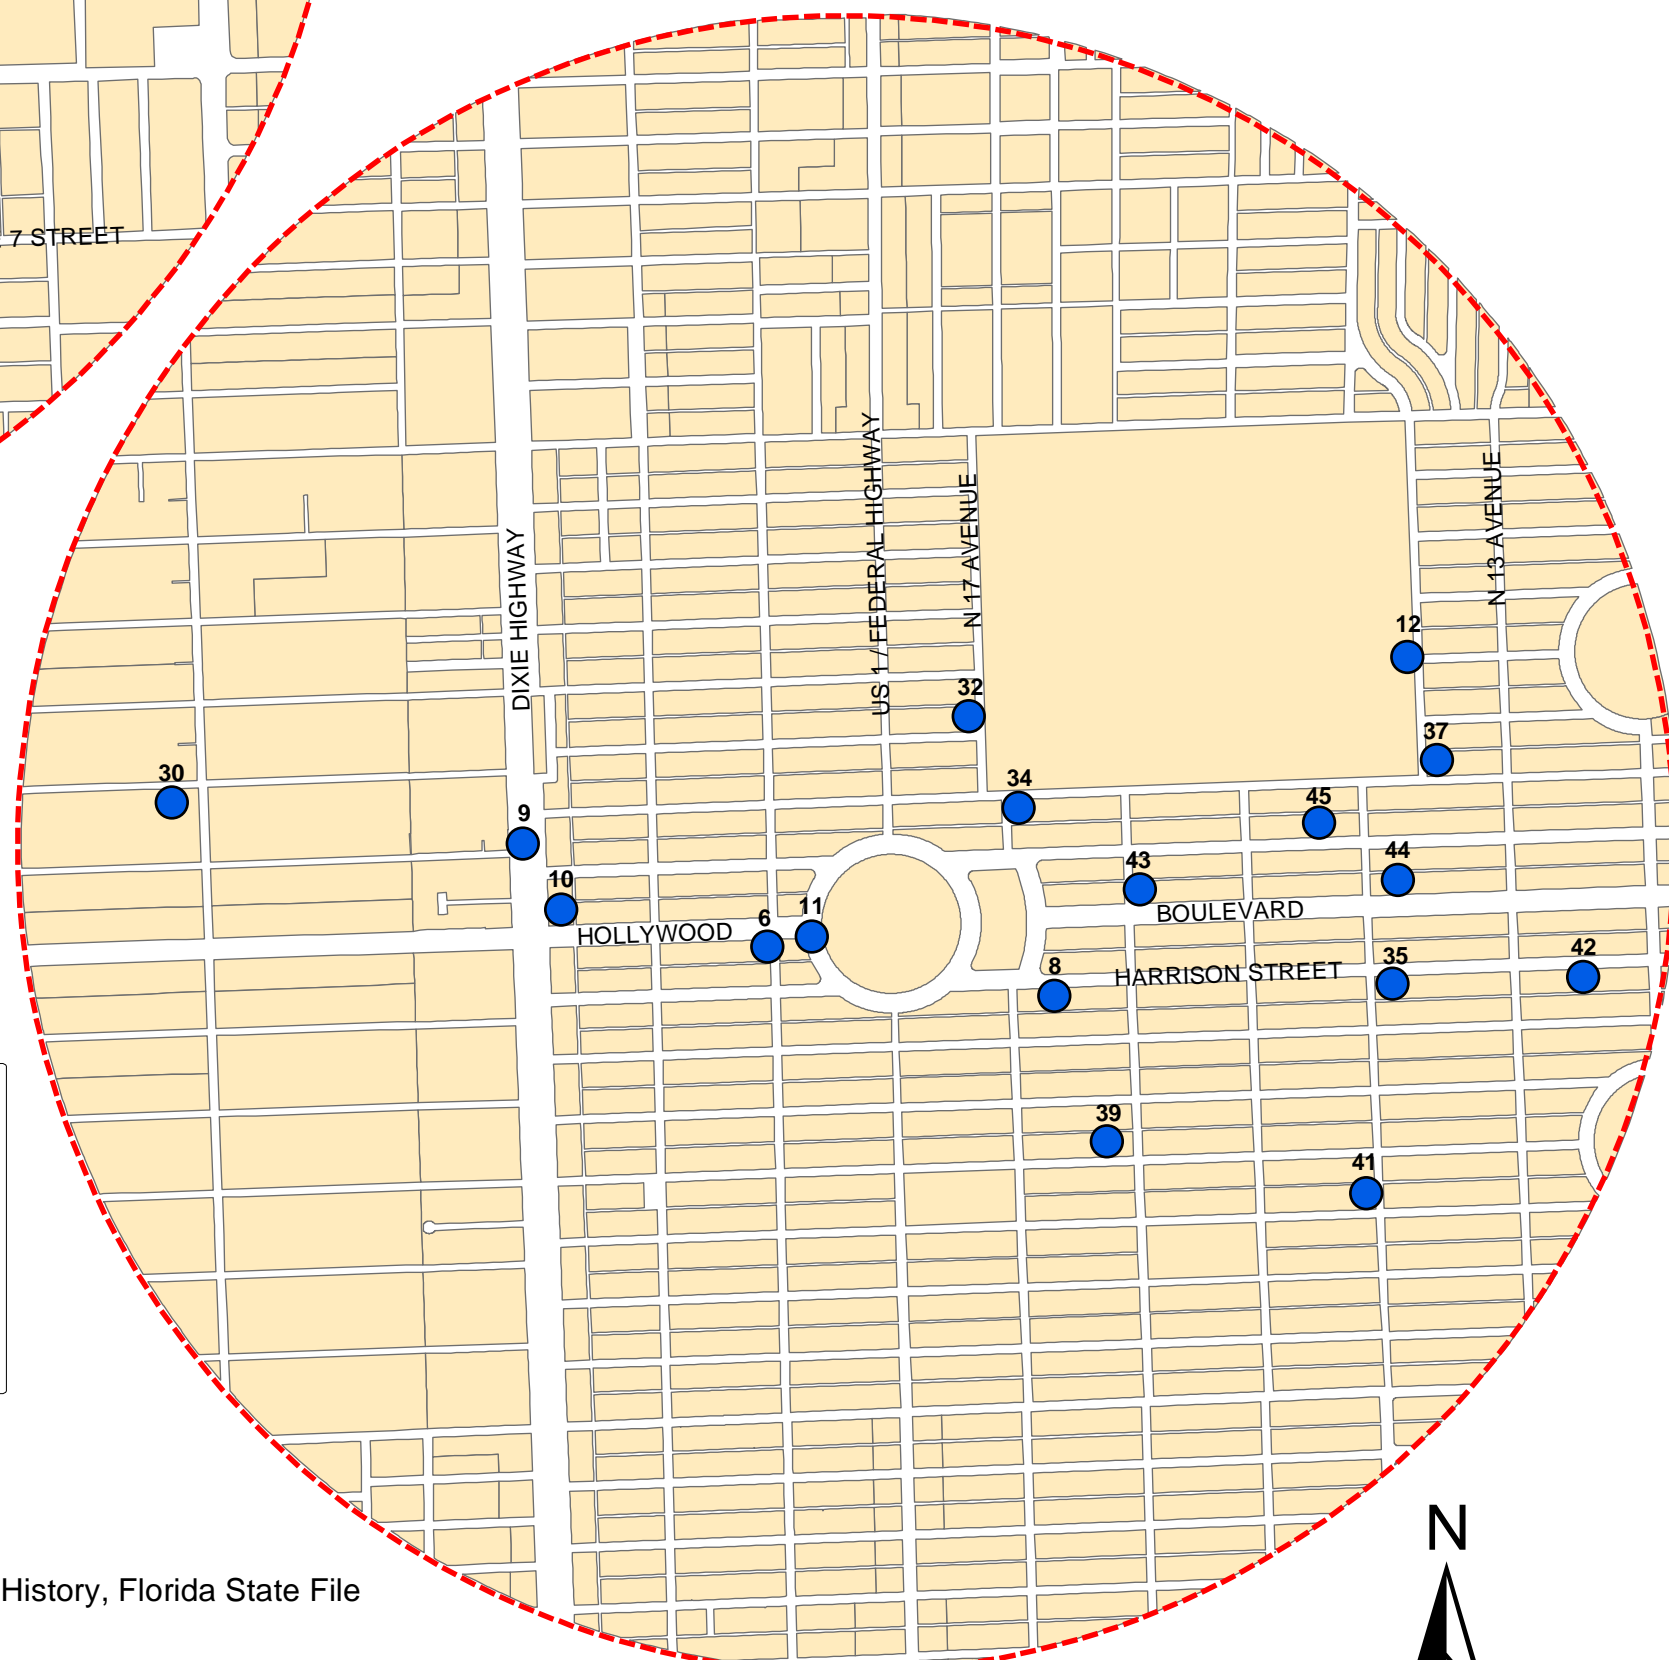 7 STREET
DIXIE HIGHWAY
US 1 / FEDERAL HIGHWAY
N 17 AVENUE
N 13 AVENUE
12
32
37
30
34
45
9
43
44
10
6
11
BOULEVARD
HOLLYWOOD
8
HARRISON STREET
35
42
39
41
N
History, Florida State File